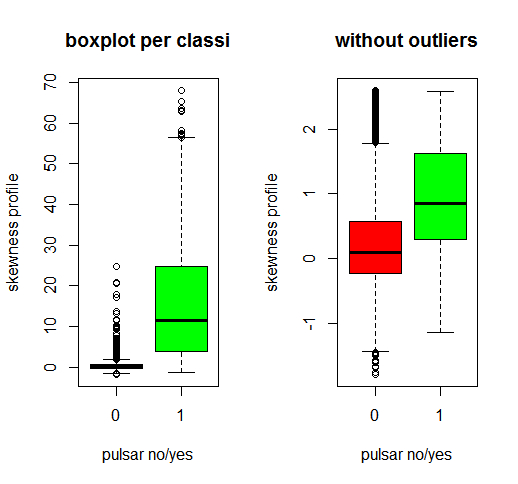 boxplot per classi
skewness profile
70
60
50
40
30
20
10
0
0 1
pulsar no/yes
without outliers
skewness profile
2
1
0
-1
0 1
pulsar no/yes